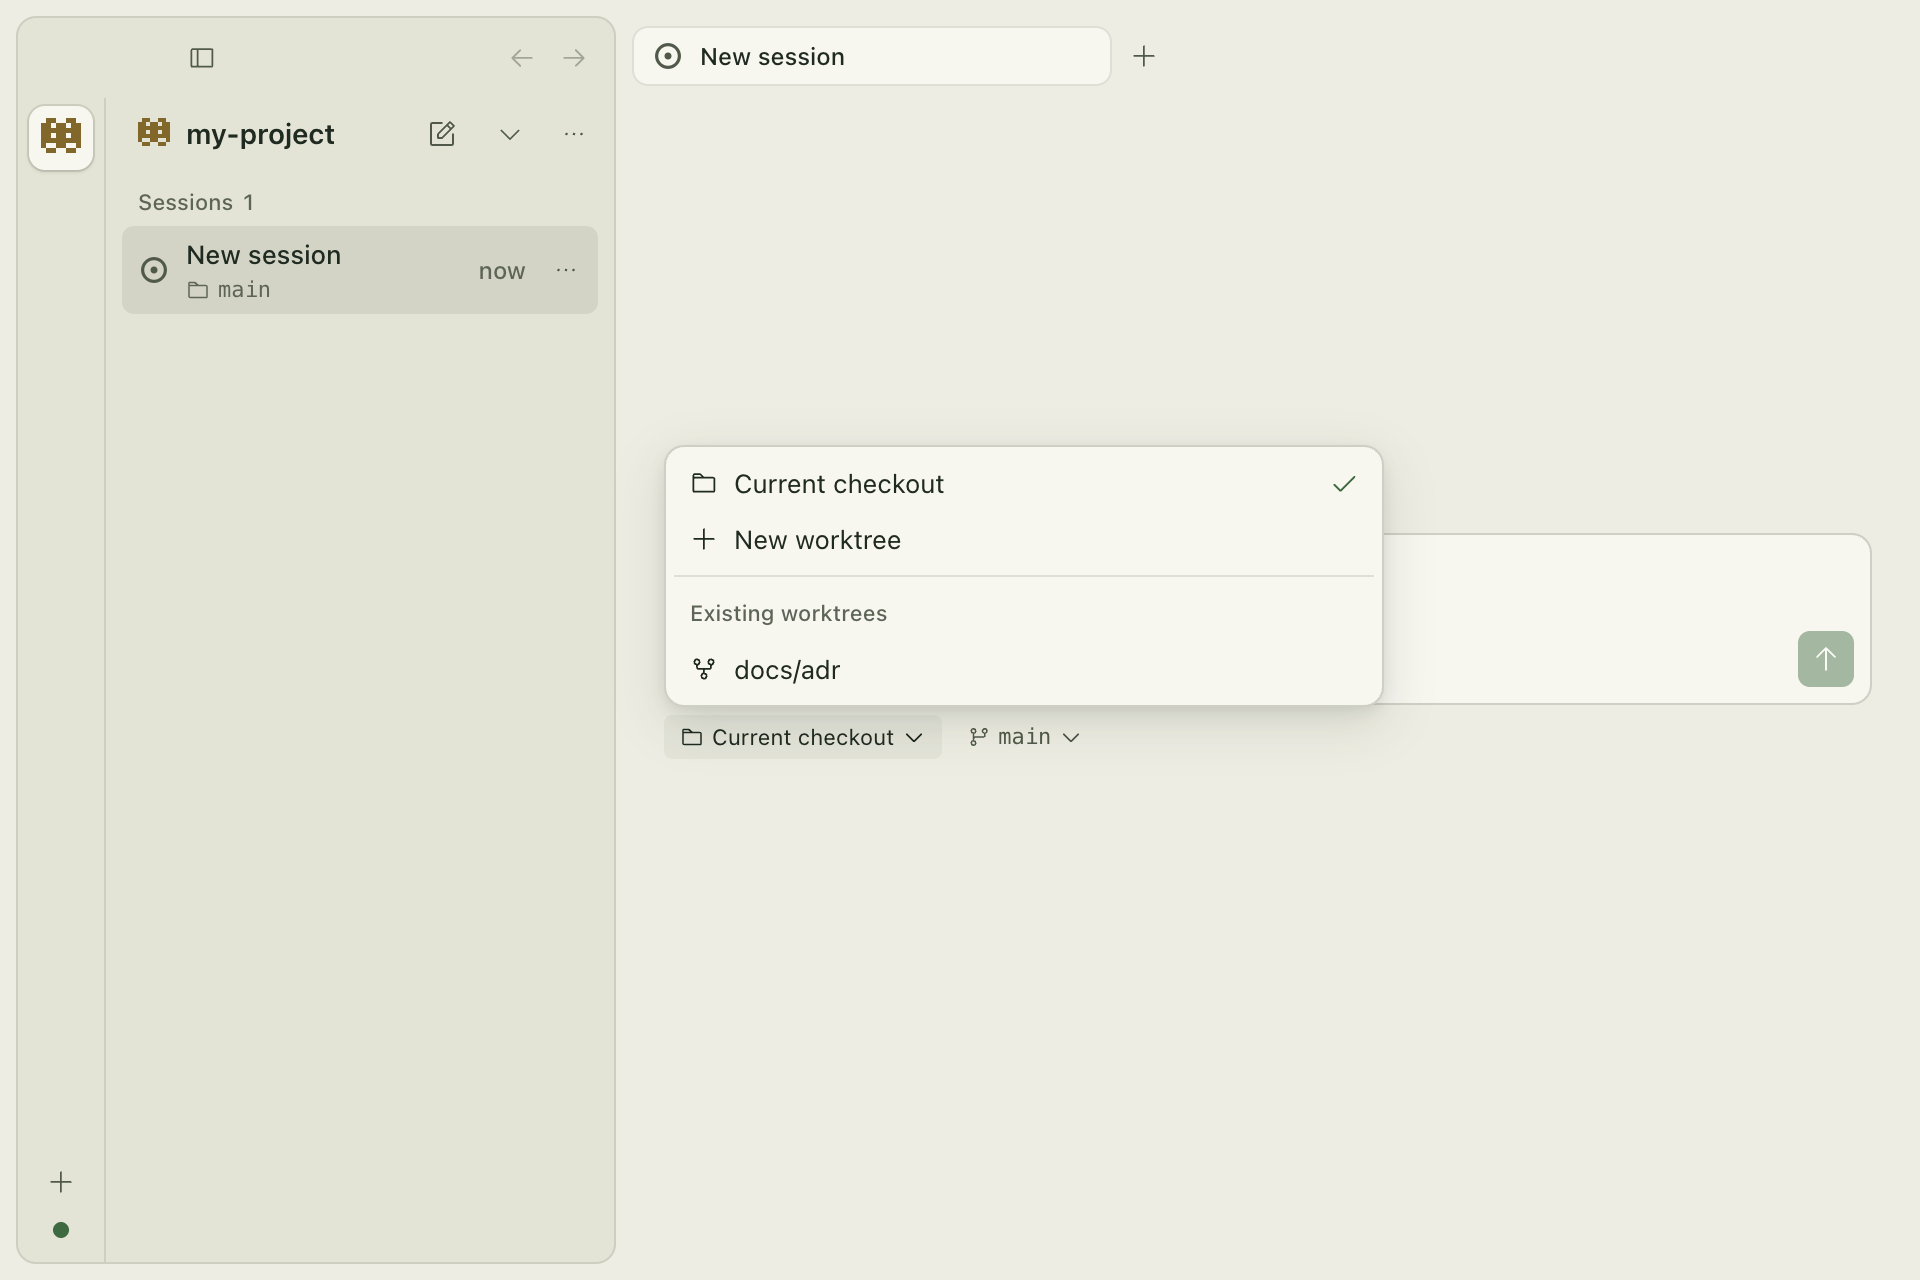 New session
my-project
Sessions 1
New session
now
main
Current checkout
New worktree
Existing worktrees
docs/adr
Current checkout
main